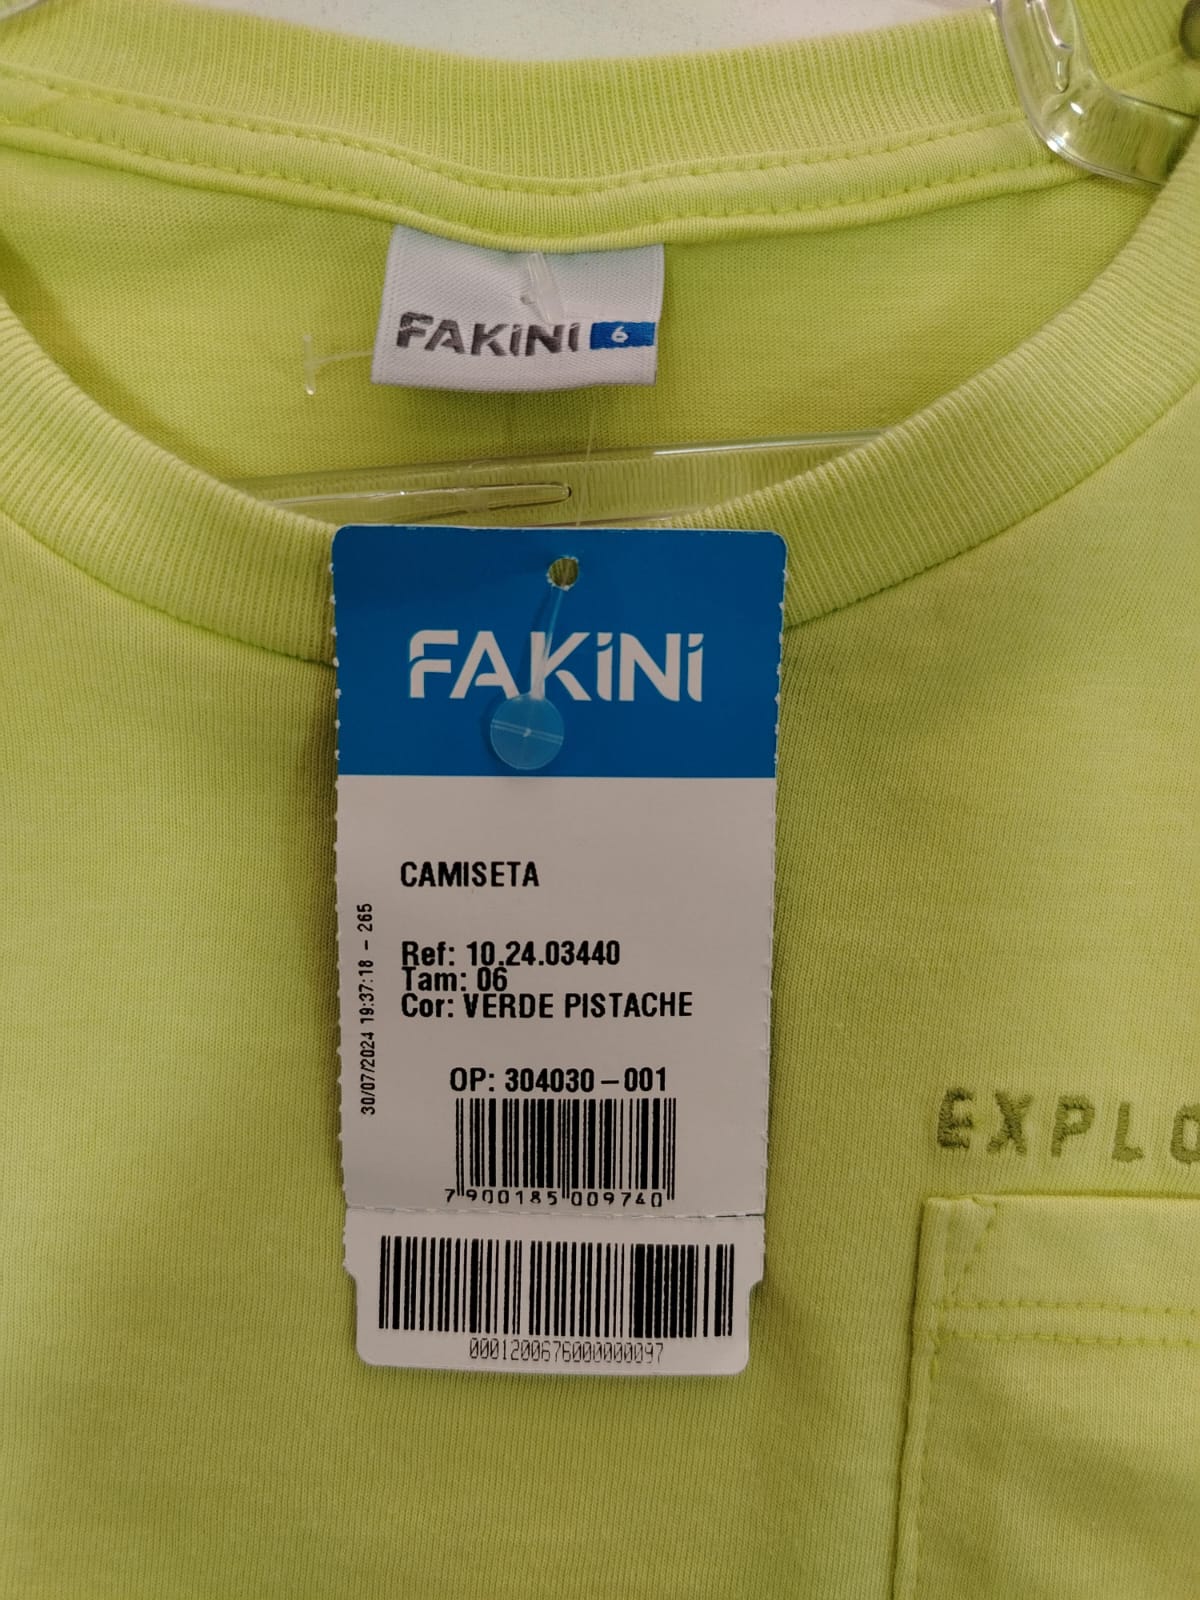 FAKiNi 6
FAKiNi
CAMISETA
Ref: 10.24.03440
Tam: 06
Cor: VERDE PISTACHE
30/07/2024 19:37:18 - 265
OP: 304030-001
7 900185 009740
EXPLO
0001200676000000097